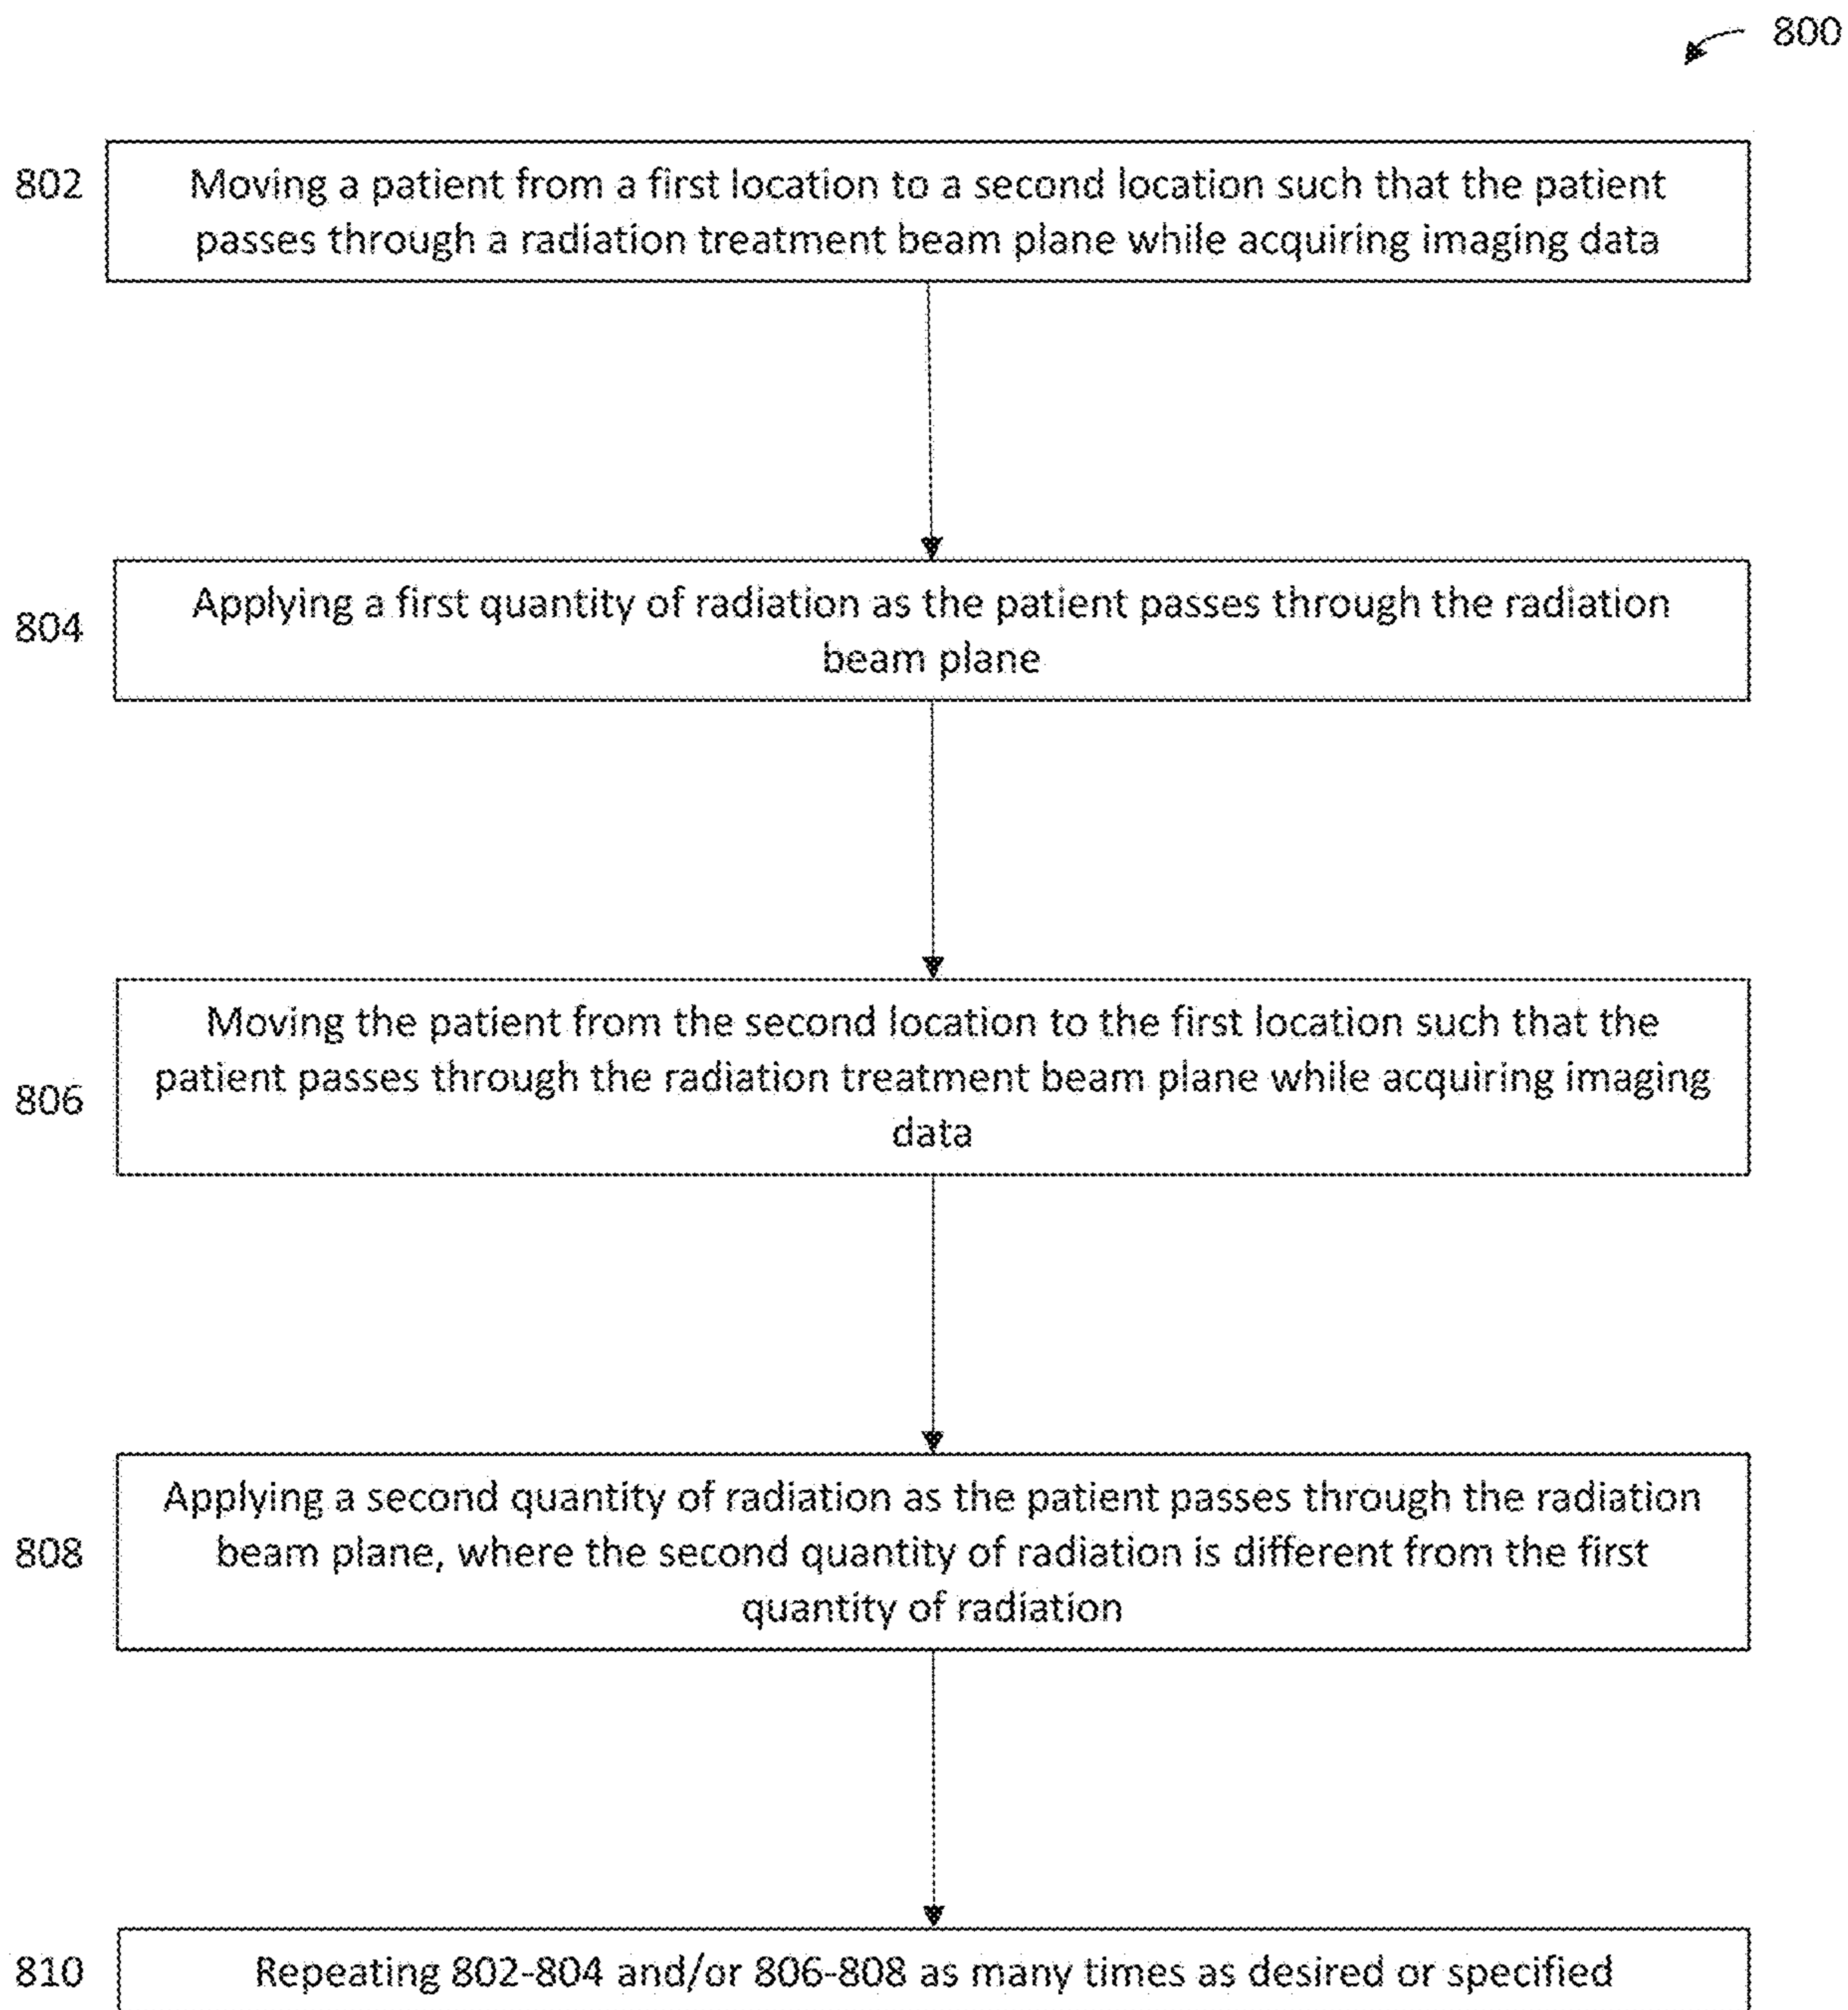 800
802
Moving a patient from a first location to a second location such that the patient
passes through a radiation treatment beam plane while acquiring imaging data
804
Applying a first quantity of radiation as the patient passes through the radiation
beam plane
806
Moving the patient from the second location to the first location such that the
patient passes through the radiation treatment beam plane while acquiring imaging
data
808
Applying a second quantity of radiation as the patient passes through the radiation
beam plane, where the second quantity of radiation is different from the first
quantity of radiation
810
Repeating 802-804 and/or 806-808 as many times as desired or specified